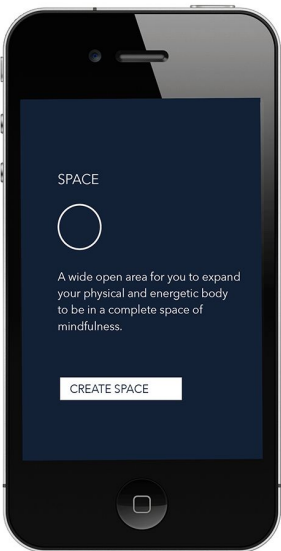 SPACE
A wide open area for you to expand
your physical and energetic body
to be in a complete space of
mindfulness.
CREATE SPACE